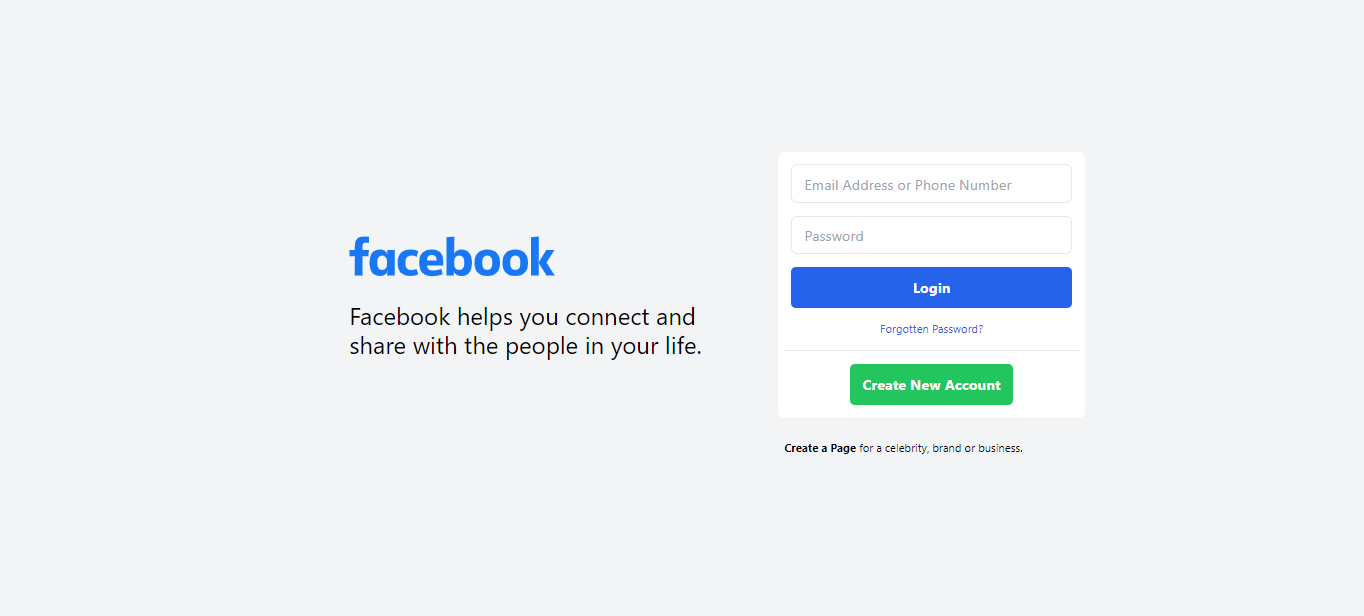 facebook
Facebook helps you connect and
share with the people in your life.
Email Address or Phone Number
Password
Login
Forgotten Password?
Create New Account
Create a Page for a celebrity, brand or business.